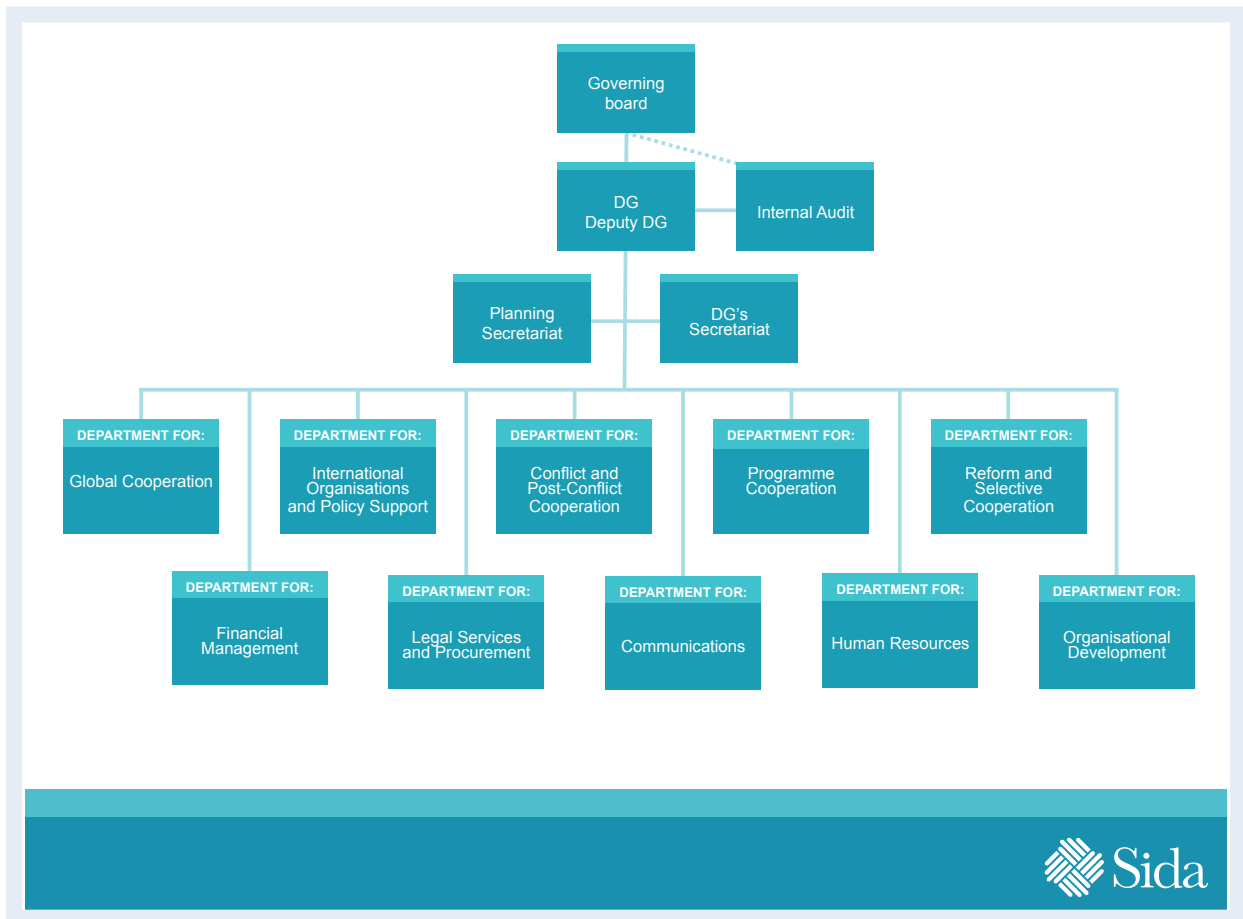 Governing
board
DG
Deputy DG
Internal Audit
Planning
Secretariat
DG's
Secretariat
DEPARTMENT FOR:
Global Cooperation
DEPARTMENT FOR:
International
Organisations
and Policy Support
DEPARTMENT FOR:
Conflict and
Post-Conflict
Cooperation
DEPARTMENT FOR:
Programme
Cooperation
DEPARTMENT FOR:
Reform and
Selective
Cooperation
DEPARTMENT FOR:
Financial
Management
DEPARTMENT FOR:
Legal Services
and Procurement
DEPARTMENT FOR:
Communications
DEPARTMENT FOR:
Human Resources
DEPARTMENT FOR:
Organisational
Development
Sida